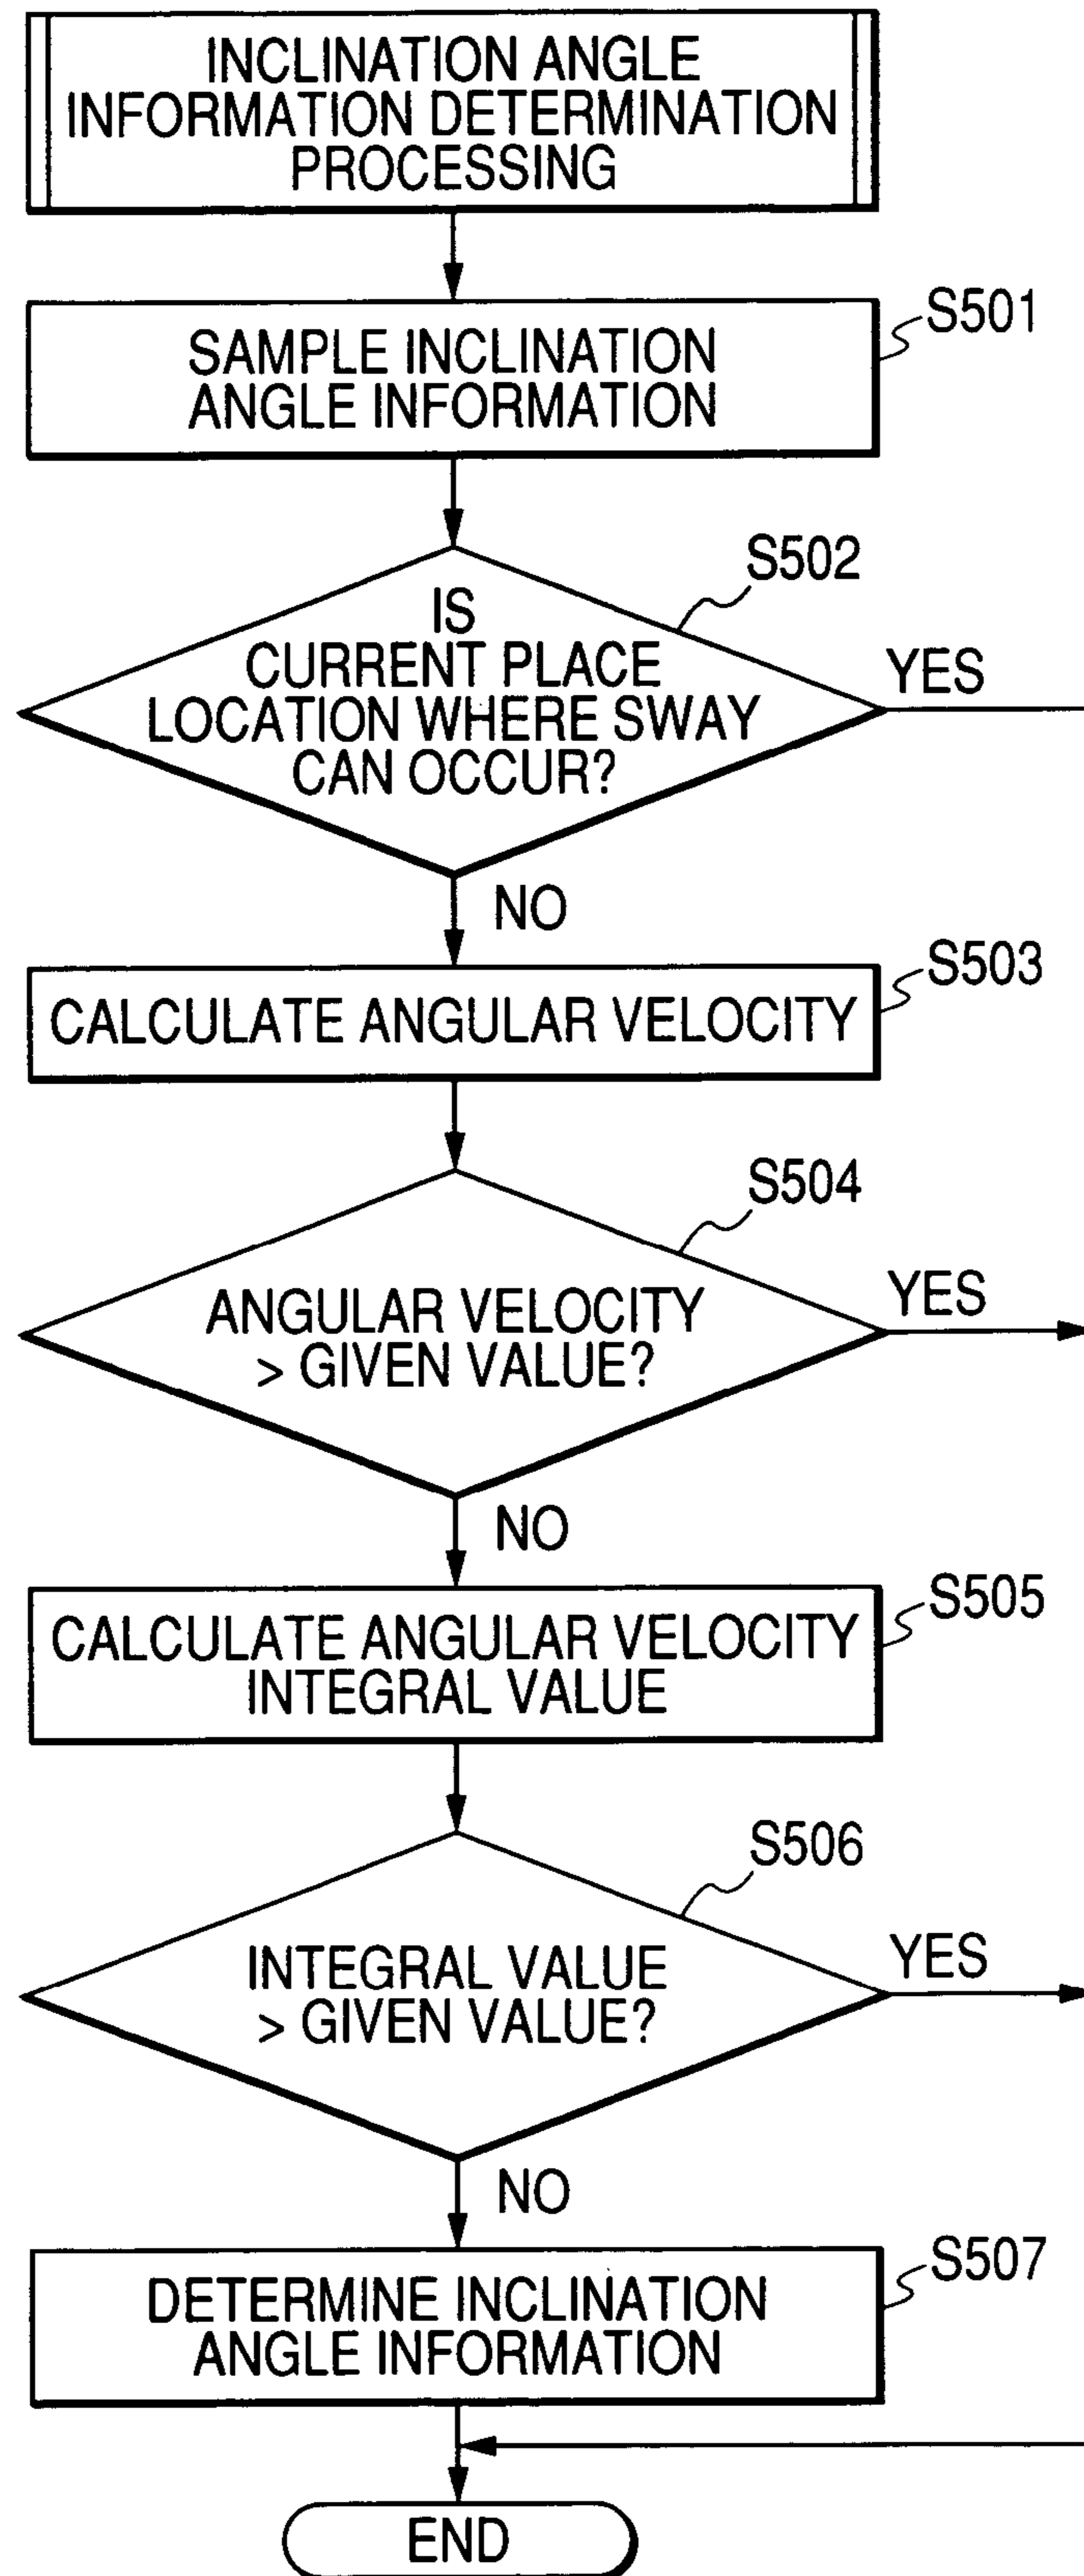 INCLINATION ANGLE
INFORMATION DETERMINATION
PROCESSING
S501
SAMPLE INCLINATION
ANGLE INFORMATION
S502
IS
CURRENT PLACE
LOCATION WHERE SWAY
CAN OCCUR?
YES
NO
S503
CALCULATE ANGULAR VELOCITY
S504
ANGULAR VELOCITY
> GIVEN VALUE?
YES
NO
S505
CALCULATE ANGULAR VELOCITY
INTEGRAL VALUE
S506
INTEGRAL VALUE
> GIVEN VALUE?
YES
NO
S507
DETERMINE INCLINATION
ANGLE INFORMATION
END